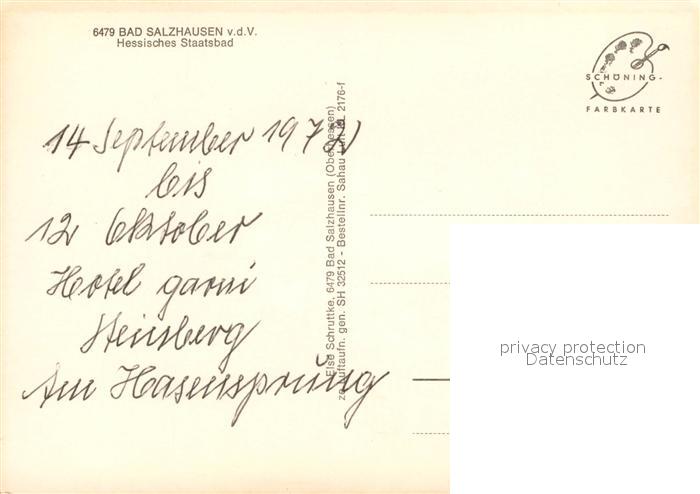 6479 BAD SALZHAUSEN v.d.V.
Hessisches Staatsbad
SCHÖNING-
FARBKARTE
14 September 197
bis
12 Oktober
Hotel garni
Steinberg
Am Hasensprung
Else Schruttke, 6479 Bad Salzhausen (Oberhessen)
Luftaufn. gen. SH 32512 - Bestellnr. Sahau 2176-f
privacy protection
Datenschutz